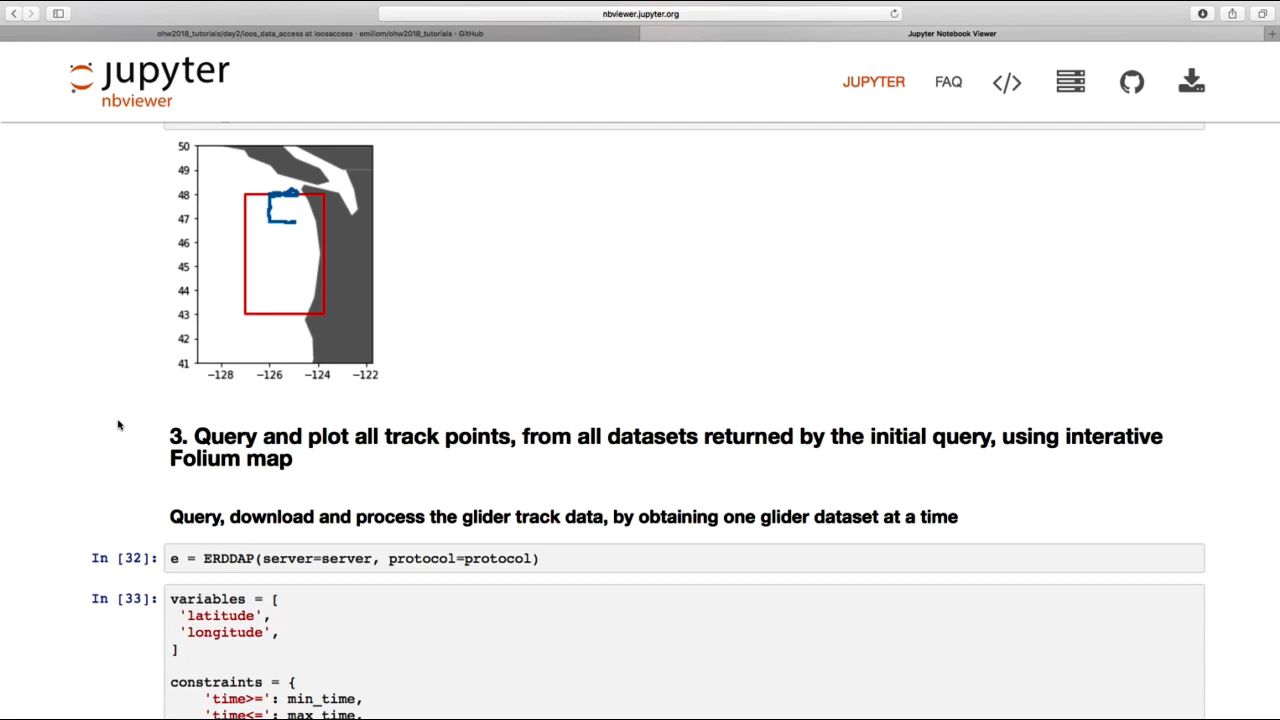 nbviewer.jupyter.org
ohw2018_tutorials/day2/ioos_data_access at ioosaccess · emiliom/ohw2018_tutorials · GitHub
Jupyter Notebook Viewer
jupyter
nbviewer
JUPYTER FAQ
50
49
48
47
46
45
44
43
42
41
−128 −126 −124 −122
3. Query and plot all track points, from all datasets returned by the initial query, using interative
Folium map
Query, download and process the glider track data, by obtaining one glider dataset at a time
In [32]: e = ERDDAP(server=server, protocol=protocol)
In [33]: variables = [
'latitude',
'longitude',
]
constraints = {
'time>=': min_time,
'time<=': max_time,